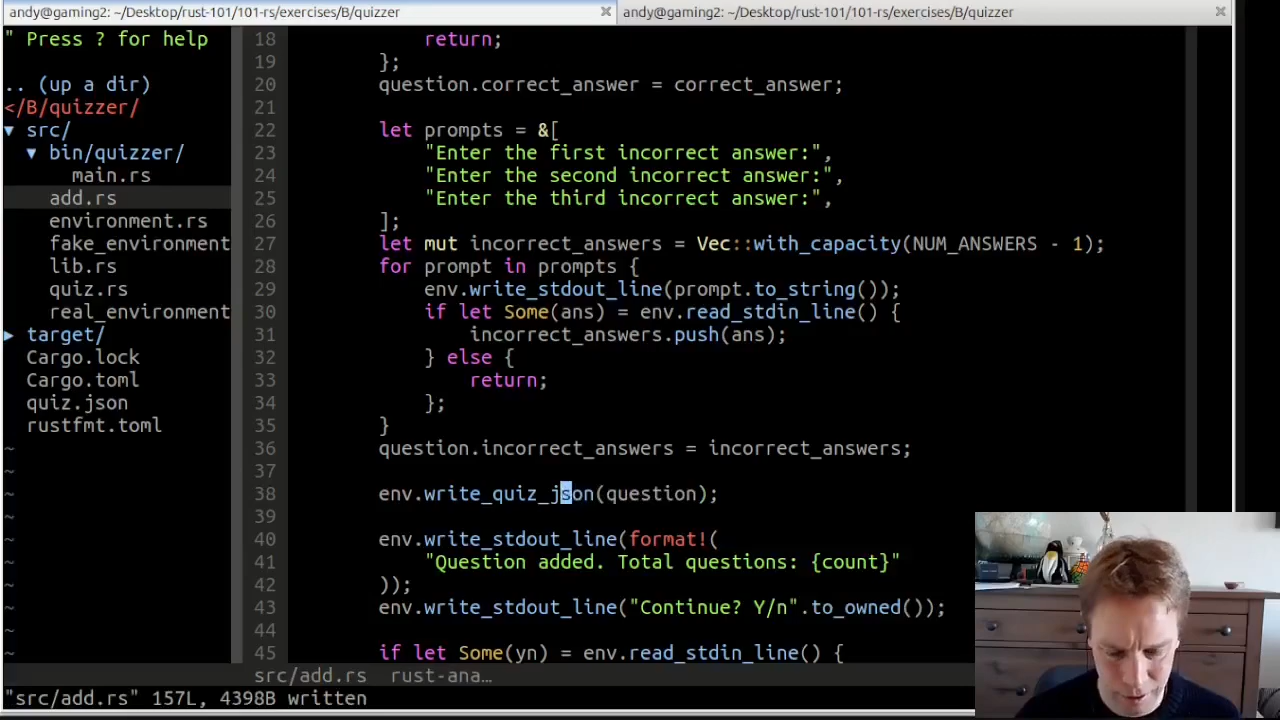 andy@gaming2: ~/Desktop/rust-101/101-rs/exercises/B/quizzer
andy@gaming2: ~/Desktop/rust-101/101-rs/exercises/B/quizzer
" Press ? for help
.. (up a dir)
</B/quizzer/
▼ src/
▼ bin/quizzer/
main.rs
add.rs
environment.rs
fake_environment
lib.rs
quiz.rs
real_environment
▶ target/
Cargo.lock
Cargo.toml
quiz.json
rustfmt.toml
~
~
~
~
~
~
~
~
~
~
18 return;
19 };
20 question.correct_answer = correct_answer;
21
22 let prompts = &[
23 "Enter the first incorrect answer:",
24 "Enter the second incorrect answer:",
25 "Enter the third incorrect answer:",
26 ];
27 let mut incorrect_answers = Vec::with_capacity(NUM_ANSWERS - 1);
28 for prompt in prompts {
29 env.write_stdout_line(prompt.to_string());
30 if let Some(ans) = env.read_stdin_line() {
31 incorrect_answers.push(ans);
32 } else {
33 return;
34 };
35 }
36 question.incorrect_answers = incorrect_answers;
37
38 env.write_quiz_json(question);
39
40 env.write_stdout_line(format!(
41 "Question added. Total questions: {count}"
42 ));
43 env.write_stdout_line("Continue? Y/n".to_owned());
44
45 if let Some(yn) = env.read_stdin_line() {
src/add.rs rust-ana…
"src/add.rs" 157L, 4398B written